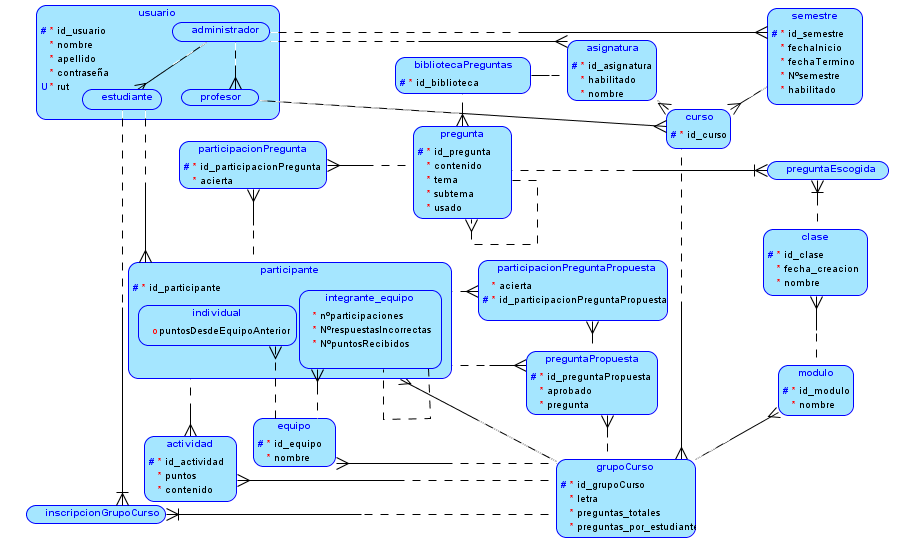 usuario
administrador
# * id_usuario
* nombre
* apellido
* contraseña
U * rut
estudiante
profesor
semestre
# * id_semestre
* fechaInicio
* fechaTermino
* Nºsemestre
* habilitado
asignatura
# * id_asignatura
* habilitado
* nombre
bibliotecaPreguntas
# * id_biblioteca
curso
# * id_curso
participacionPregunta
# * id_participacionPregunta
* acierta
pregunta
# * id_pregunta
* contenido
* tema
* subtema
* usado
preguntaEscogida
clase
# * id_clase
* fecha_creacion
* nombre
participante
# * id_participante
individual
o puntosDesdeEquipoAnterior
integrante_equipo
* nºparticipaciones
* NºrespuestasIncorrectas
* NºpuntosRecibidos
participacionPreguntaPropuesta
* acierta
# * id_participacionPreguntaPropuesta
preguntaPropuesta
# * id_preguntaPropuesta
* aprobado
* pregunta
modulo
# * id_modulo
* nombre
equipo
# * id_equipo
* nombre
actividad
# * id_actividad
* puntos
* contenido
grupoCurso
# * id_grupoCurso
* letra
* preguntas_totales
* preguntas_por_estudiante
inscripcionGrupoCurso